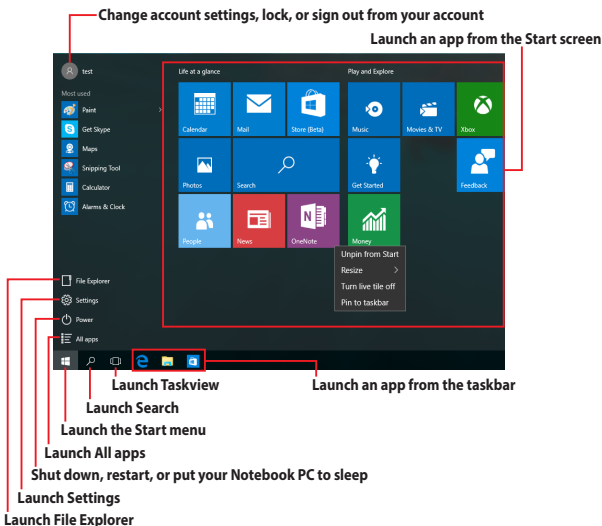 Change account settings, lock, or sign out from your account
Launch an app from the Start screen
test
Life at a glance
Play and Explore
Most used
Paint
Get Skype
Maps
Snipping Tool
Calculator
Alarms & Clock
Calendar
Mail
Store (Beta)
Music
Movies & TV
Xbox
Photos
Search
Get Started
Feedback
People
News
OneNote
Money
Unpin from Start
Resize
Turn live tile off
Pin to taskbar
File Explorer
Settings
Power
All apps
Launch Taskview
Launch an app from the taskbar
Launch Search
Launch the Start menu
Launch All apps
Shut down, restart, or put your Notebook PC to sleep
Launch Settings
Launch File Explorer